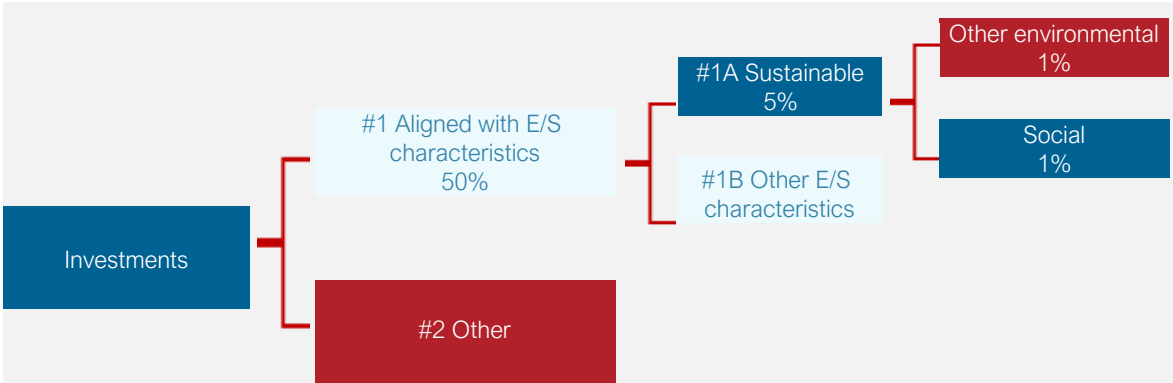 Investments
#1 Aligned with E/S
characteristics
50%
#2 Other
#1A Sustainable
5%
#1B Other E/S
characteristics
Other environmental
1%
Social
1%